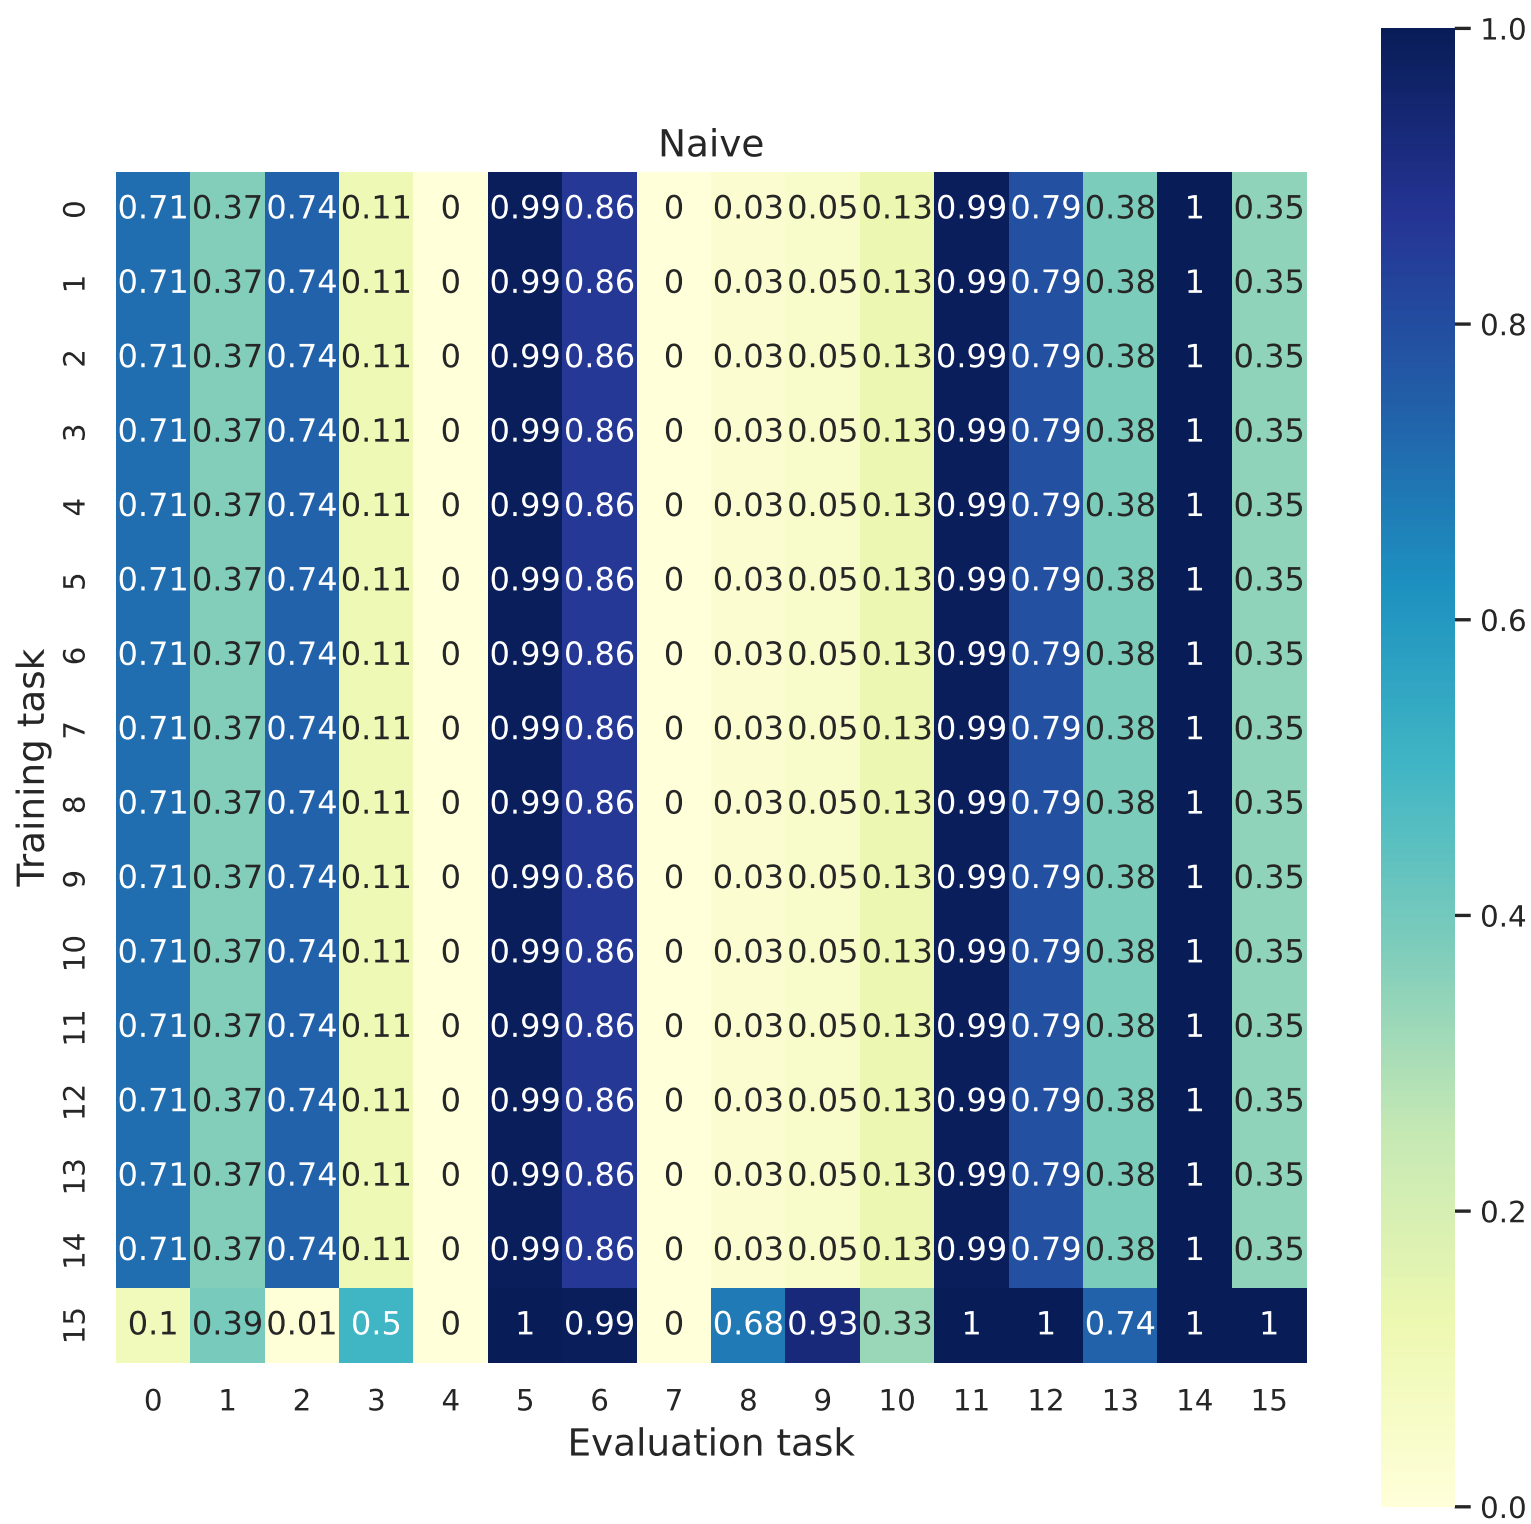 Naive
0 0.71 0.37 0.74 0.11 0 0.99 0.86 0 0.03 0.05 0.13 0.99 0.79 0.38 1 0.35
1 0.71 0.37 0.74 0.11 0 0.99 0.86 0 0.03 0.05 0.13 0.99 0.79 0.38 1 0.35
2 0.71 0.37 0.74 0.11 0 0.99 0.86 0 0.03 0.05 0.13 0.99 0.79 0.38 1 0.35
3 0.71 0.37 0.74 0.11 0 0.99 0.86 0 0.03 0.05 0.13 0.99 0.79 0.38 1 0.35
4 0.71 0.37 0.74 0.11 0 0.99 0.86 0 0.03 0.05 0.13 0.99 0.79 0.38 1 0.35
5 0.71 0.37 0.74 0.11 0 0.99 0.86 0 0.03 0.05 0.13 0.99 0.79 0.38 1 0.35
6 0.71 0.37 0.74 0.11 0 0.99 0.86 0 0.03 0.05 0.13 0.99 0.79 0.38 1 0.35
7 0.71 0.37 0.74 0.11 0 0.99 0.86 0 0.03 0.05 0.13 0.99 0.79 0.38 1 0.35
8 0.71 0.37 0.74 0.11 0 0.99 0.86 0 0.03 0.05 0.13 0.99 0.79 0.38 1 0.35
9 0.71 0.37 0.74 0.11 0 0.99 0.86 0 0.03 0.05 0.13 0.99 0.79 0.38 1 0.35
10 0.71 0.37 0.74 0.11 0 0.99 0.86 0 0.03 0.05 0.13 0.99 0.79 0.38 1 0.35
11 0.71 0.37 0.74 0.11 0 0.99 0.86 0 0.03 0.05 0.13 0.99 0.79 0.38 1 0.35
12 0.71 0.37 0.74 0.11 0 0.99 0.86 0 0.03 0.05 0.13 0.99 0.79 0.38 1 0.35
13 0.71 0.37 0.74 0.11 0 0.99 0.86 0 0.03 0.05 0.13 0.99 0.79 0.38 1 0.35
14 0.71 0.37 0.74 0.11 0 0.99 0.86 0 0.03 0.05 0.13 0.99 0.79 0.38 1 0.35
15 0.1 0.39 0.01 0.5 0 1 0.99 0 0.68 0.93 0.33 1 1 0.74 1 1
0 1 2 3 4 5 6 7 8 9 10 11 12 13 14 15
Evaluation task
Training task
1.0
0.8
0.6
0.4
0.2
0.0